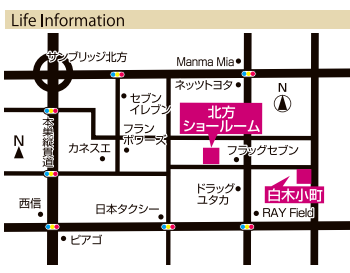 Life Information
サンブリッジ北方
Manma Mia
ネッツトヨタ
N
セブン
イレブン
北方
ショールーム
本巣縦貫道
フラン
ボワーズ
N
カネスエ
フラッグセブン
ドラッグ
ユタカ
白木小町
西信
日本タクシー
RAY Field
ピアゴ